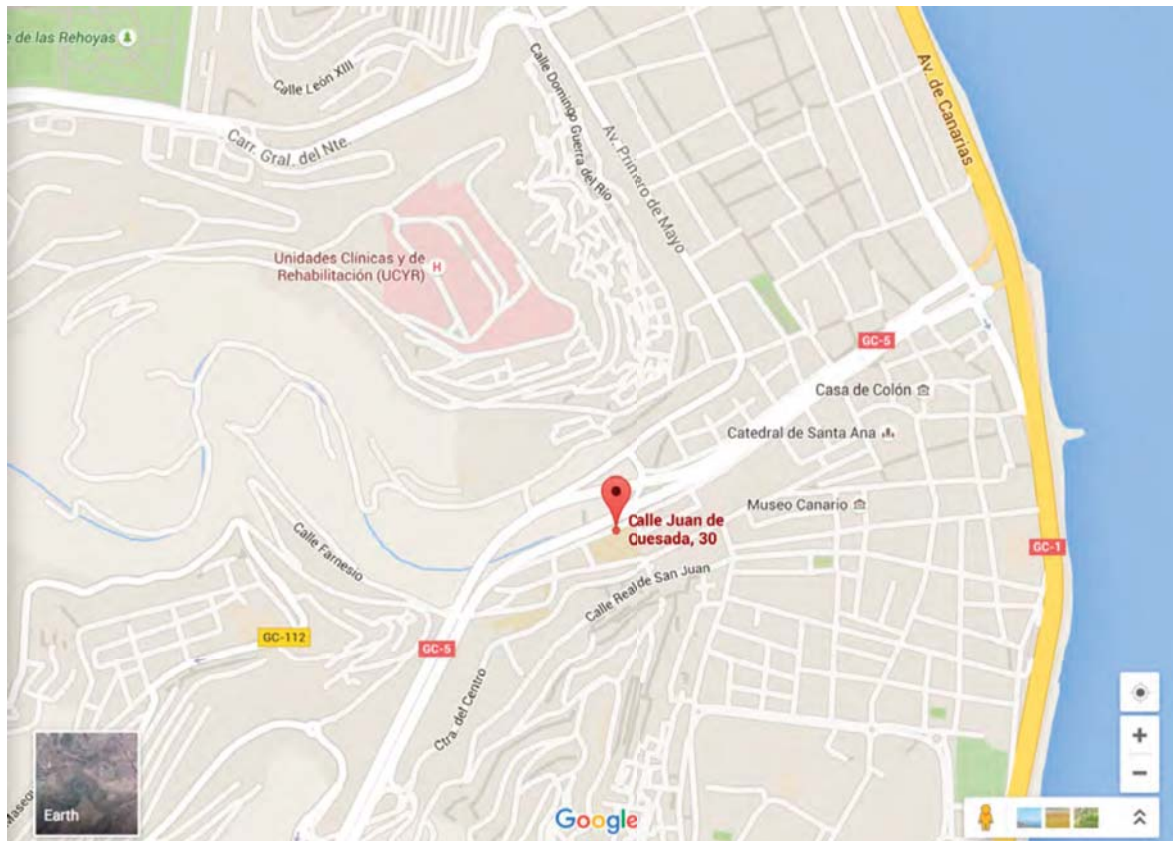 e de las Rehoyas
Calle León XIII
Carr. Gral. del Nte.
Calle Domingo Guerra del Río
Av. Primero de Mayo
Av. de Canarias
Unidades Clínicas y de
Rehabilitación (UCYR)
H
GC-5
Casa de Colón
Catedral de Santa Ana
Museo Canario
Calle Juan de
Quesada, 30
GC-1
Calle Farnesio
Calle Real de San Juan
GC-112
GC-5
Ctra. del Centro
Earth
Google